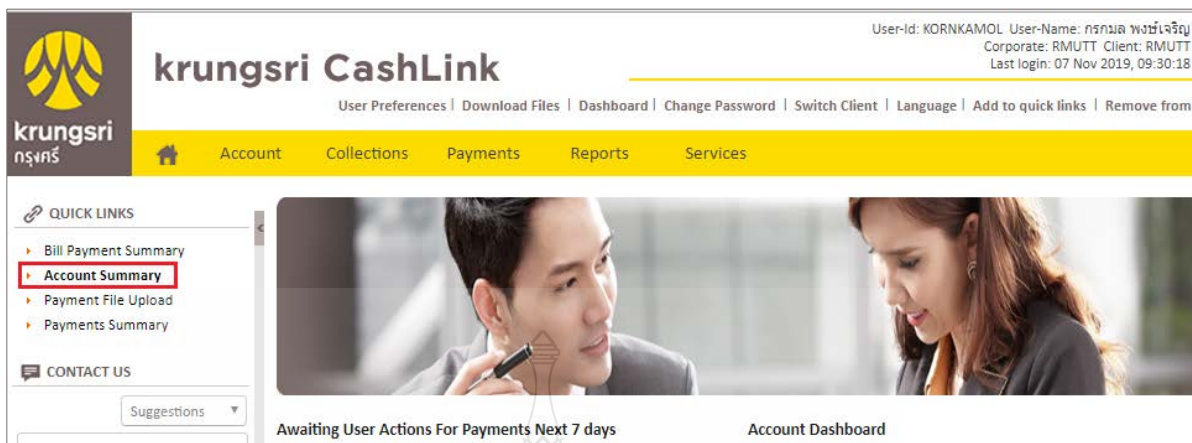 User-Id: KORNKAMOL User-Name: กรกมล พงษ์เจริญ
Corporate: RMUTT Client: RMUTT
Last login: 07 Nov 2019, 09:30:18
krungsri CashLink
User Preferences | Download Files | Dashboard | Change Password | Switch Client | Language | Add to quick links | Remove from
krungsri
กรุงศรี
Account Collections Payments Reports Services
QUICK LINKS
Bill Payment Summary
Account Summary
Payment File Upload
Payments Summary
CONTACT US
Suggestions
Awaiting User Actions For Payments Next 7 days
Account Dashboard